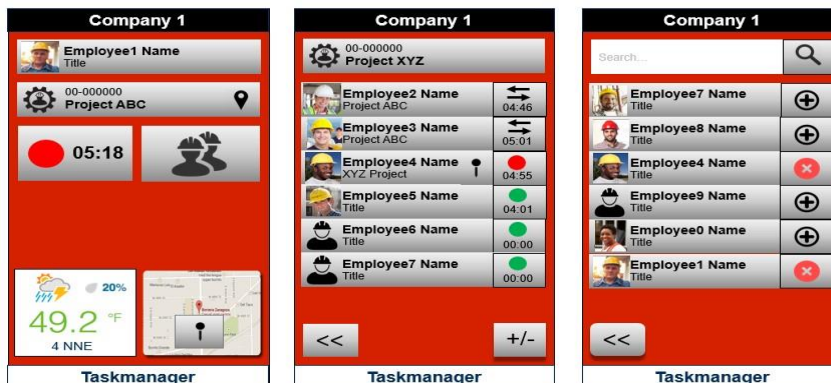 Company 1
Employee1 Name
Title
00-000000
Project ABC
05:18
20%
49.2 °F
4 NNE
Taskmanager
Company 1
00-000000
Project XYZ
Employee2 Name
Project ABC
04:46
Employee3 Name
Project ABC
05:01
Employee4 Name
XYZ Project
04:55
Employee5 Name
Title
04:01
Employee6 Name
Title
00:00
Employee7 Name
Title
00:00
<<
+/-
Taskmanager
Company 1
Search...
Employee7 Name
Title
Employee8 Name
Title
Employee4 Name
Title
Employee9 Name
Title
Employee0 Name
Title
Employee1 Name
Title
<<
Taskmanager